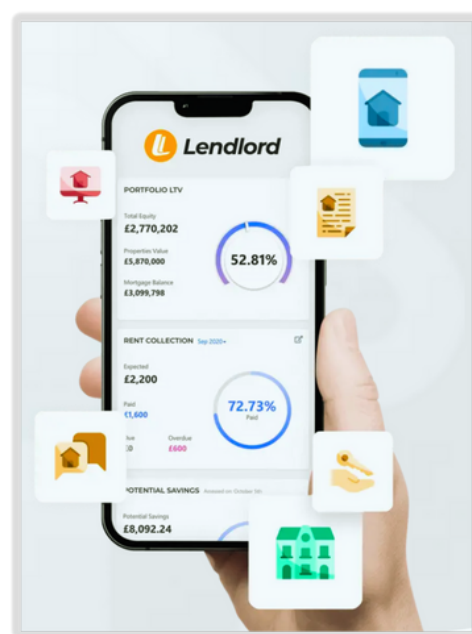 Lendlord
PORTFOLIO LTV
Total Equity
£2,770,202
Properties Value
£5,870,000
52.81%
Mortgage Balance
£3,099,798
RENT COLLECTION Sep 2020
Expected
£2,200
Paid
£1,600
72.73%
Paid
Overdue
£0 £600
POTENTIAL SAVINGS
Potential Savings
£8,092.24